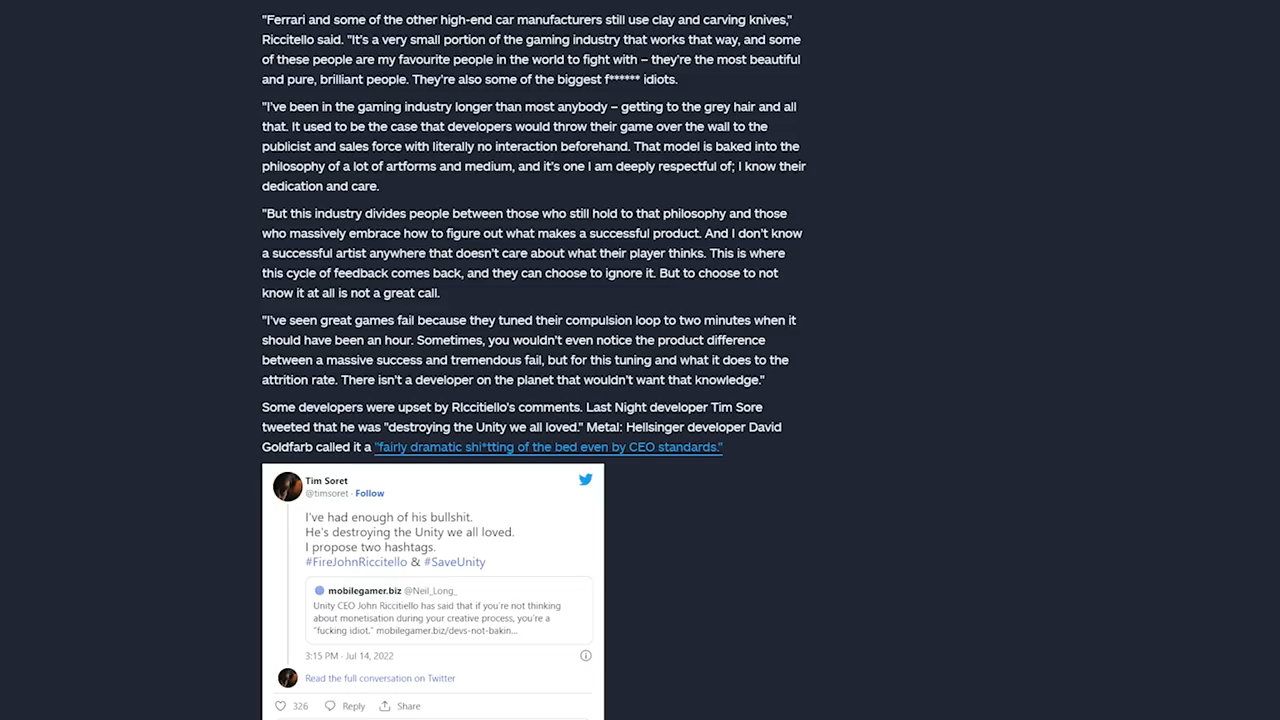 "Ferrari and some of the other high-end car manufacturers still use clay and carving knives,"
Riccitello said. "It's a very small portion of the gaming industry that works that way, and some
of these people are my favourite people in the world to fight with – they're the most beautiful
and pure, brilliant people. They're also some of the biggest f****** idiots.
"I've been in the gaming industry longer than most anybody – getting to the grey hair and all
that. It used to be the case that developers would throw their game over the wall to the
publicist and sales force with literally no interaction beforehand. That model is baked into the
philosophy of a lot of artforms and medium, and it's one I am deeply respectful of; I know their
dedication and care.
"But this industry divides people between those who still hold to that philosophy and those
who massively embrace how to figure out what makes a successful product. And I don't know
a successful artist anywhere that doesn't care about what their player thinks. This is where
this cycle of feedback comes back, and they can choose to ignore it. But to choose to not
know it at all is not a great call.
"I've seen great games fail because they tuned their compulsion loop to two minutes when it
should have been an hour. Sometimes, you wouldn't even notice the product difference
between a massive success and tremendous fail, but for this tuning and what it does to the
attrition rate. There isn't a developer on the planet that wouldn't want that knowledge."
Some developers were upset by RIccitiello's comments. Last Night developer Tim Sore
tweeted that he was "destroying the Unity we all loved." Metal: Hellsinger developer David
Goldfarb called it a "fairly dramatic shi*tting of the bed even by CEO standards."
Tim Soret
@timsoret · Follow
I've had enough of his bullshit.
He's destroying the Unity we all loved.
I propose two hashtags.
#FireJohnRiccitello & #SaveUnity
mobilegamer.biz @Neil_Long_
Unity CEO John Riccitiello has said that if you're not thinking
about monetisation during your creative process, you're a
"fucking idiot." mobilegamer.biz/devs-not-bakin...
3:15 PM · Jul 14, 2022
Read the full conversation on Twitter
326 Reply Share